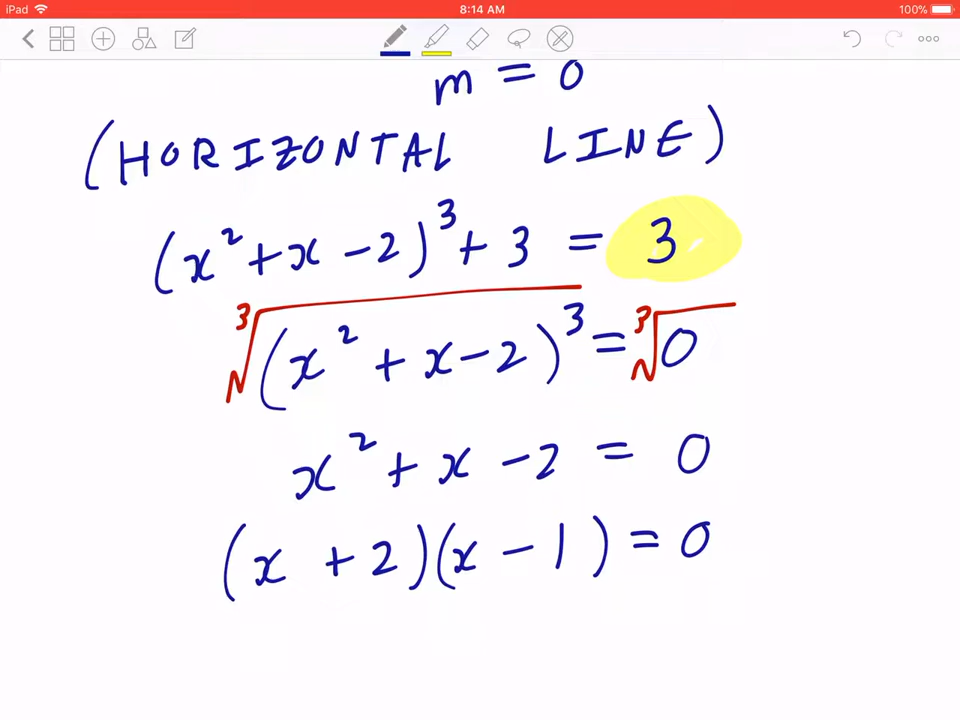 iPad 8:14 AM 100%
m = 0
(HORIZONTAL LINE)
(x² + x - 2)³ + 3 = 3
∛(x² + x - 2)³ = ∛0
x² + x - 2 = 0
(x + 2)(x - 1) = 0